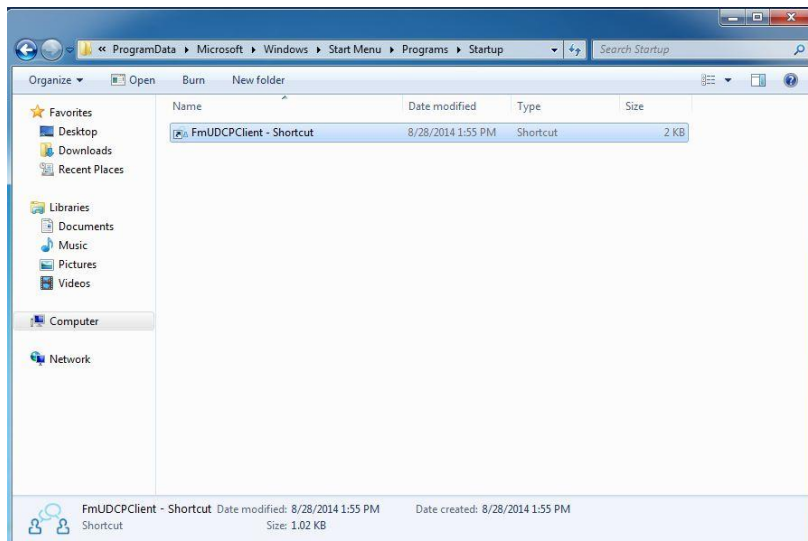 « ProgramData ▸ Microsoft ▸ Windows ▸ Start Menu ▸ Programs ▸ Startup
Search Startup
Organize Open Burn New folder
Name Date modified Type Size
FmUDCPClient - Shortcut 8/28/2014 1:55 PM Shortcut 2 KB
Favorites
Desktop
Downloads
Recent Places
Libraries
Documents
Music
Pictures
Videos
Computer
Network
FmUDCPClient - Shortcut Date modified: 8/28/2014 1:55 PM Date created: 8/28/2014 1:55 PM
Shortcut Size: 1.02 KB